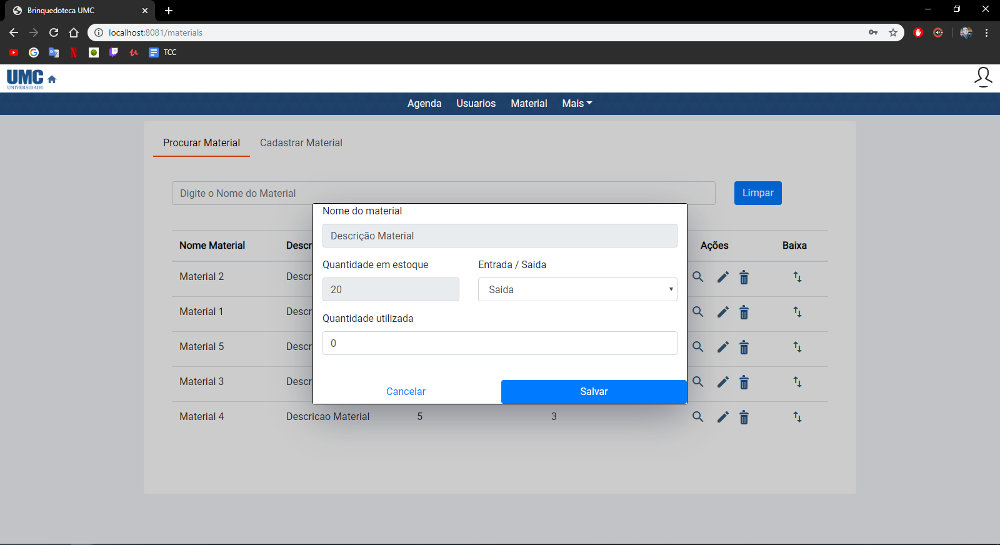 Brinquedoteca UMC
localhost:8081/materials
TCC
UMC
UNIVERSIDADE
Agenda Usuarios Material Mais
Procurar Material Cadastrar Material
Digite o Nome do Material Limpar
Nome do material
Descrição Material
Nome Material Descr Ações Baixa
Quantidade em estoque Entrada / Saida
Material 2 Descr
20 Saida
Material 1 Descr
Quantidade utilizada
Material 5 Descr
0
Material 3 Descr
Cancelar Salvar
Material 4 Descricao Material 5 3